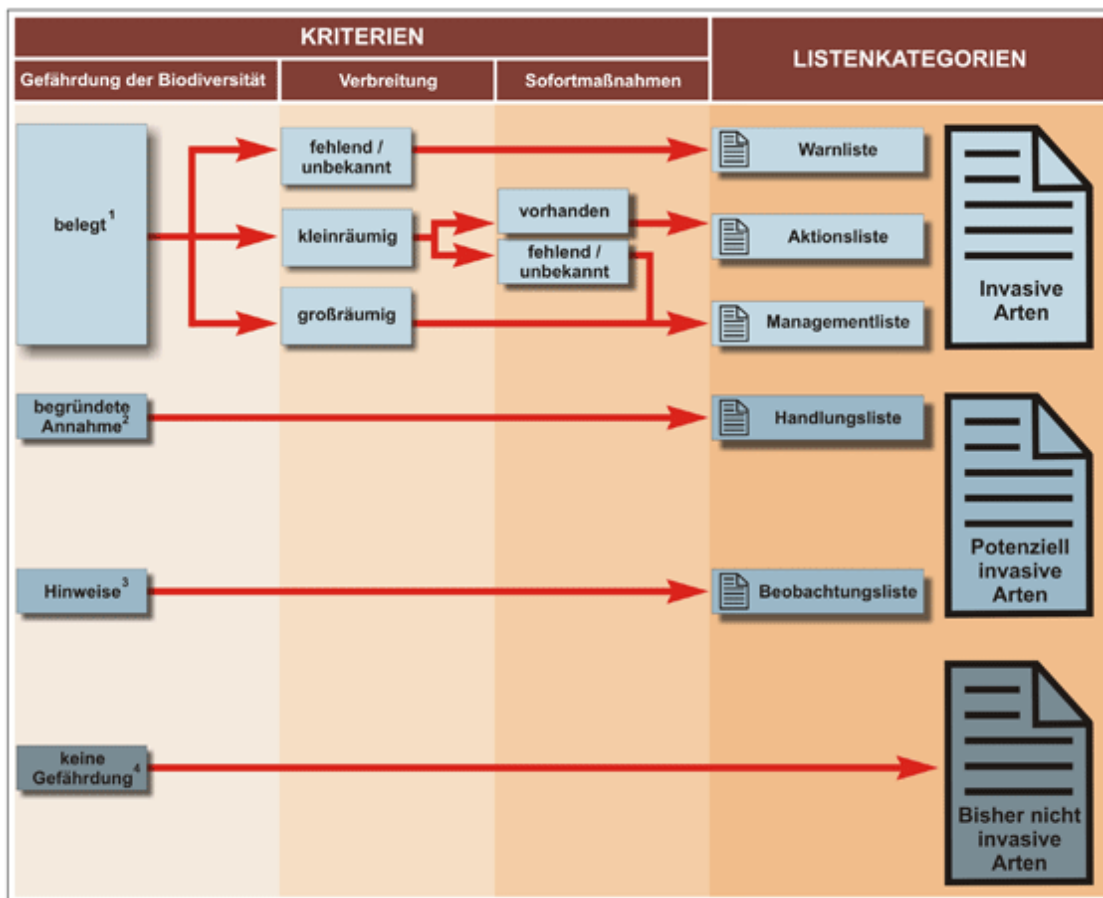 KRITERIEN
LISTENKATEGORIEN
Gefährdung der Biodiversität
Verbreitung
Sofortmaßnahmen
belegt1
fehlend /
unbekannt
Warnliste
kleinräumig
vorhanden
Aktionsliste
fehlend /
unbekannt
großräumig
Managementliste
Invasive
Arten
begründete
Annahme2
Handlungsliste
Hinweise3
Beobachtungsliste
Potenziell
invasive
Arten
keine
Gefährdung4
Bisher nicht
invasive
Arten